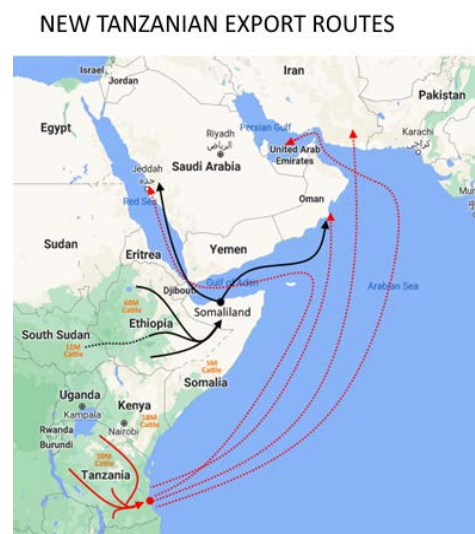 NEW TANZANIAN EXPORT ROUTES
Israel
Jordan
Iran
Pakistan
Egypt
Persian Gulf
Riyadh
الرياض
Karachi
كراچی
United Arab
Emirates
Jeddah
جدة
Saudi Arabia
Red Sea
Oman
Sudan
Eritrea
Yemen
Gulf of Aden
Arabian Sea
Djibouti
60M
Cattle
Ethiopia
Somaliland
South Sudan
12M
Cattle
5M
Cattle
Somalia
Uganda
Kampala
Kenya
18M
Cattle
Nairobi
Rwanda
Burundi
Cattle
Tanzania